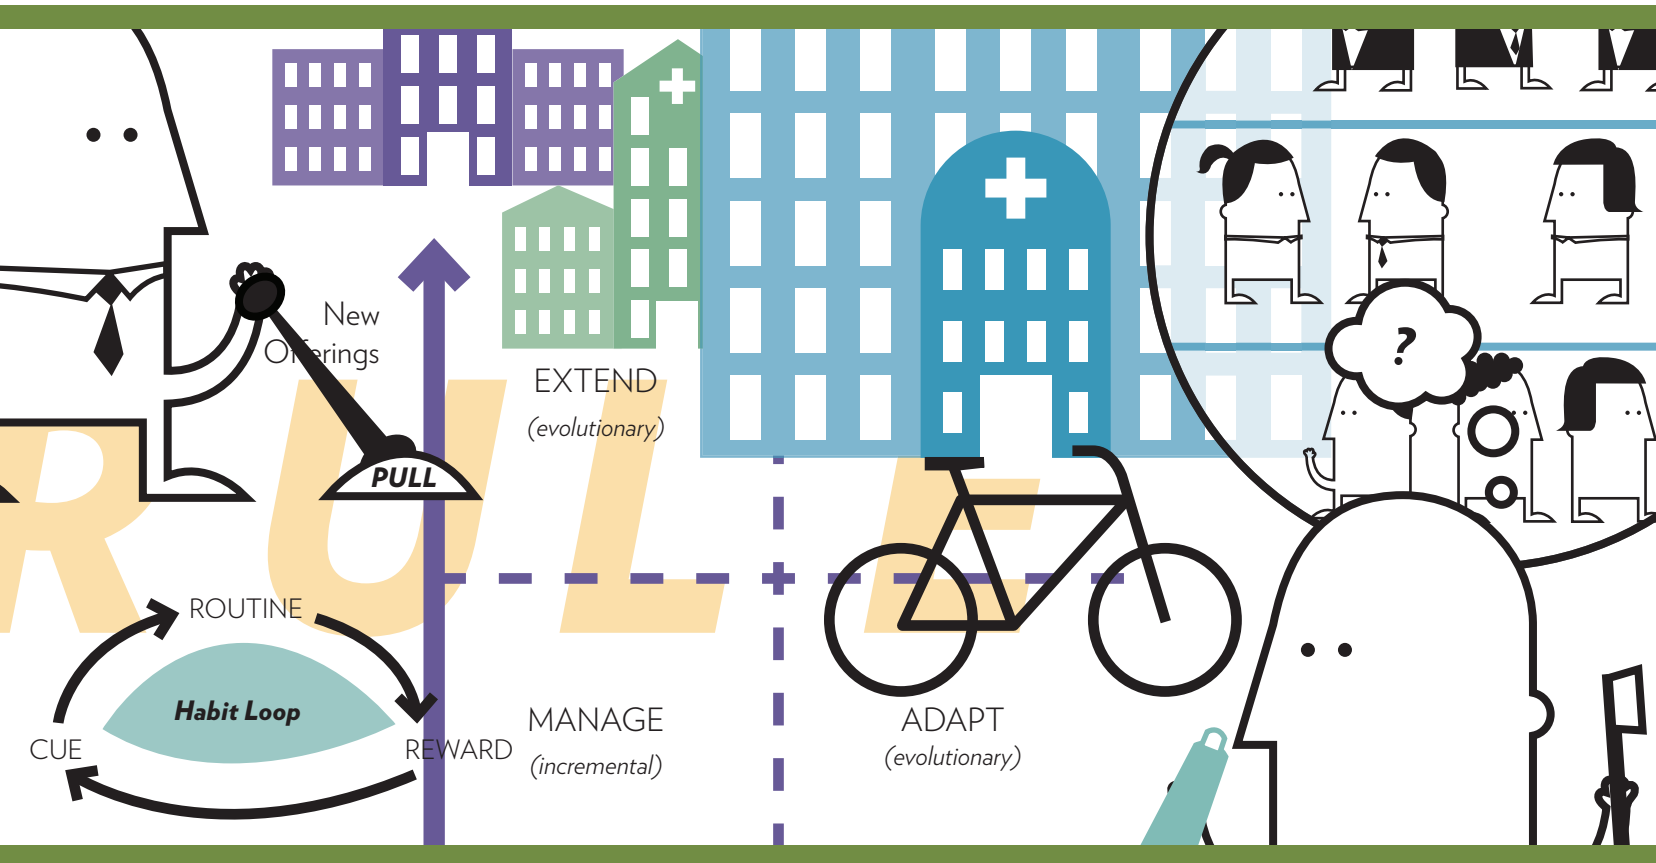 New
Offerings
EXTEND
(evolutionary)
?
PULL
RULE
ROUTINE
Habit Loop
CUE
REWARD
MANAGE
(incremental)
ADAPT
(evolutionary)